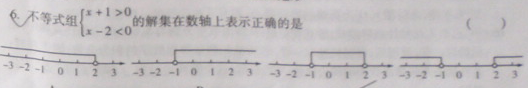 6. 不等式组{x+1>0 x-2<0的解集在数轴上表示正确的是 (    )
-3 -2 -1 0 1 2 3 -3 -2 -1 0 1 2 3 -3 -2 -1 0 1 2 3 -3 -2 -1 0 1 2 3